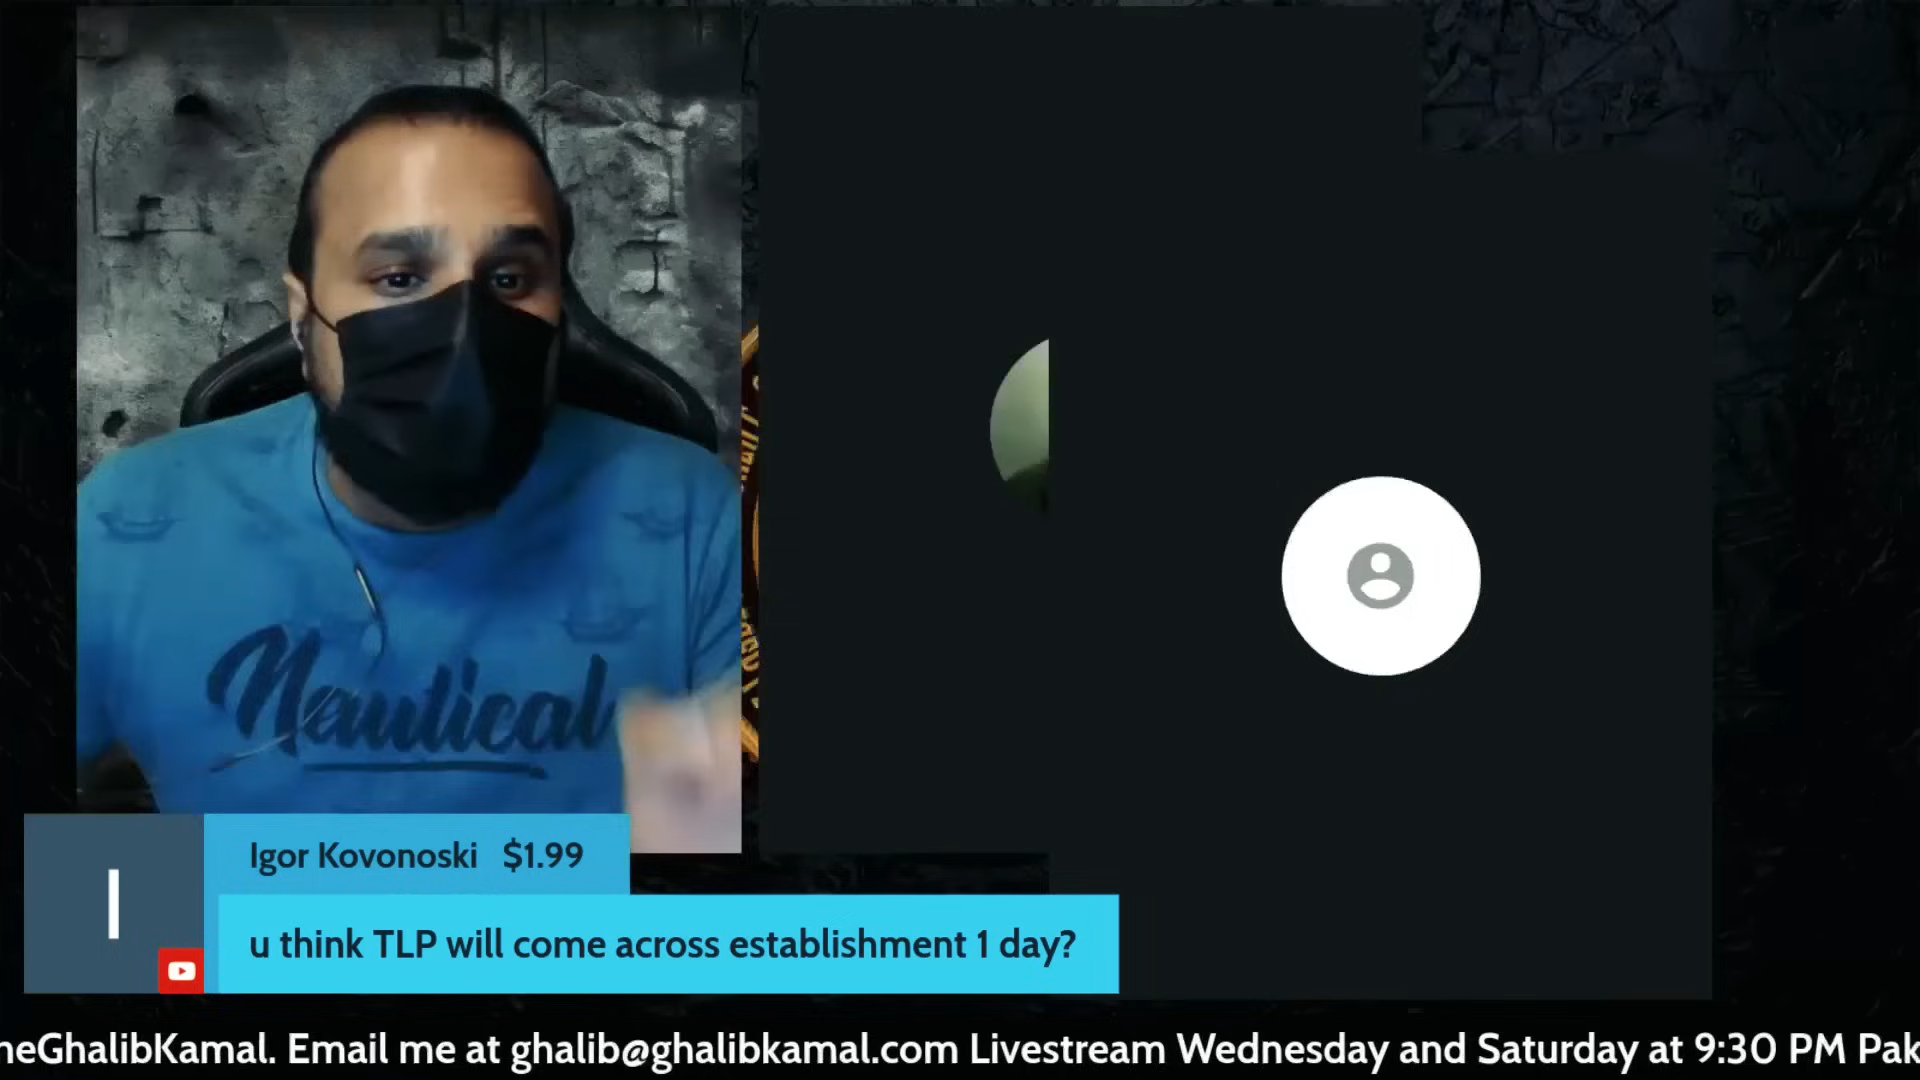 Nautical
I
Igor Kovonoski $1.99
u think TLP will come across establishment 1 day?
heGhalibKamal. Email me at ghalib@ghalibkamal.com Livestream Wednesday and Saturday at 9:30 PM Pak